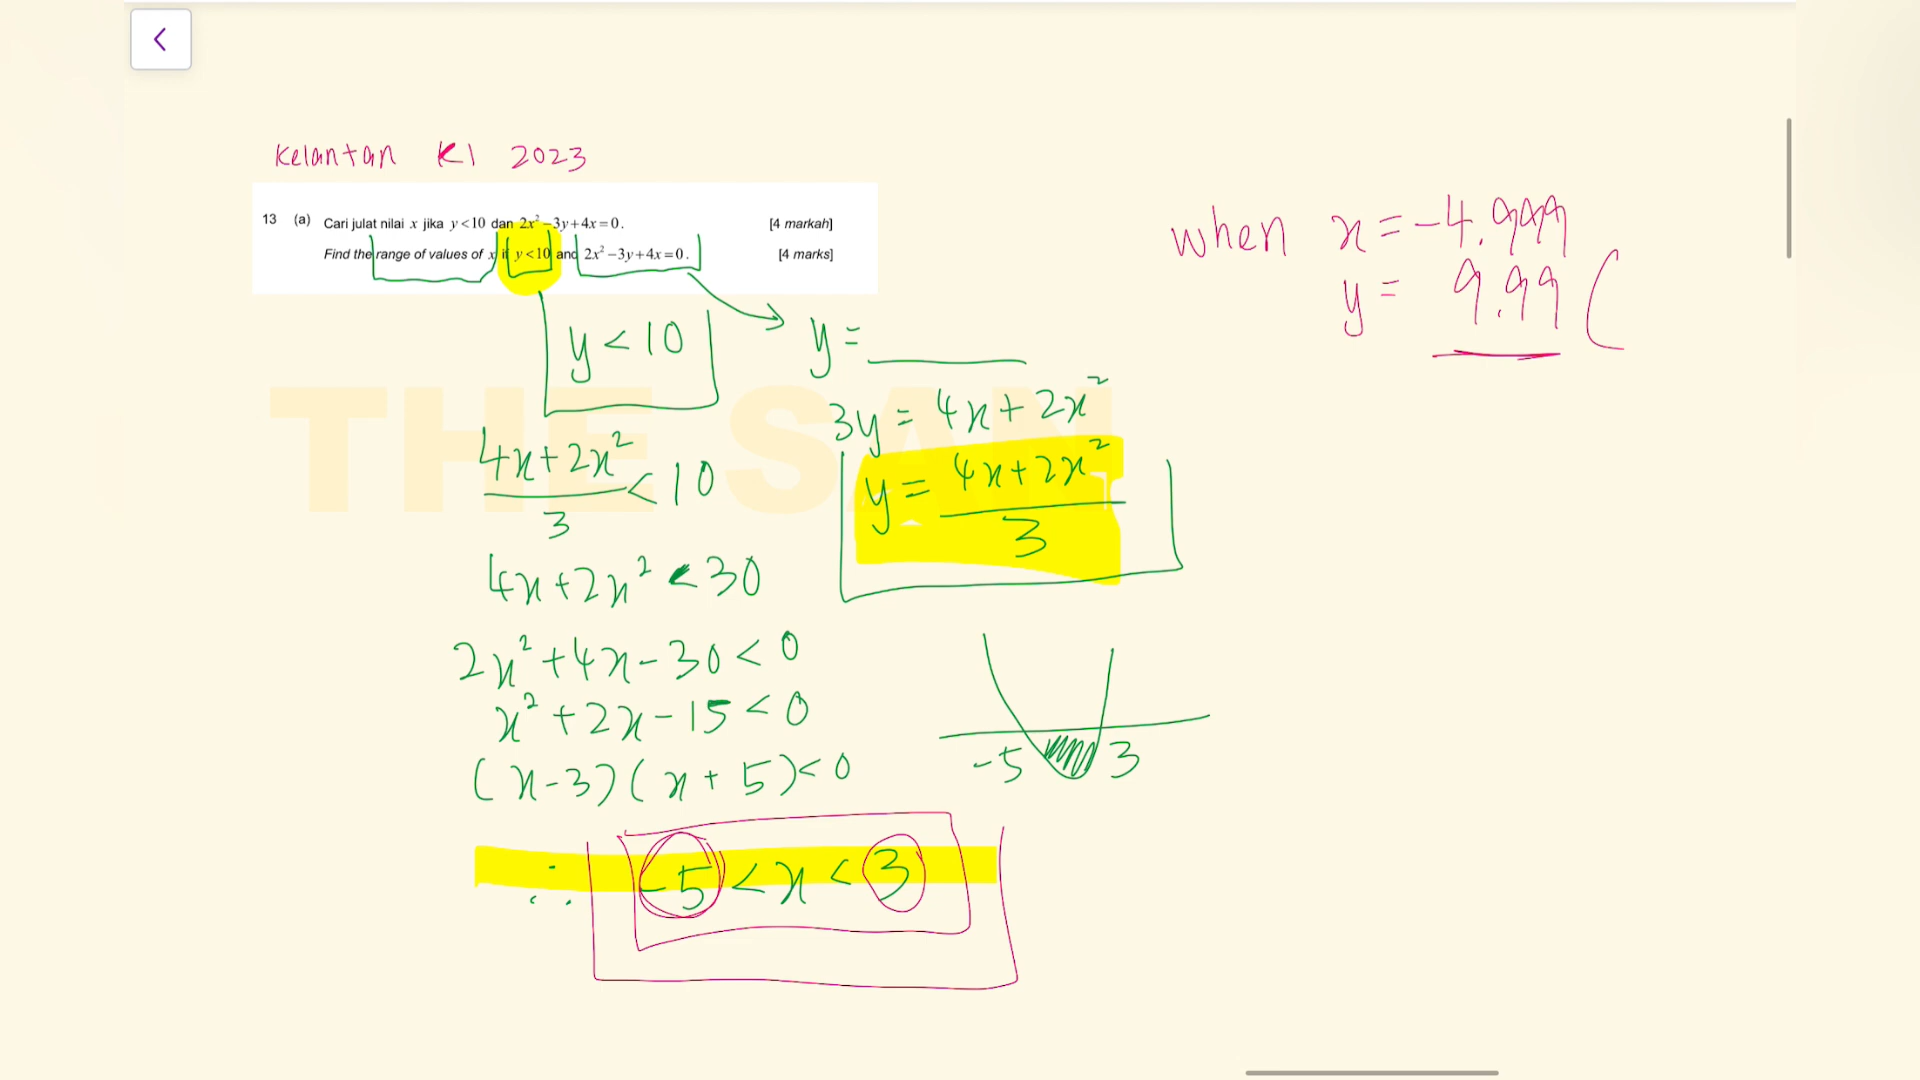 Kelantan K1 2023
13 (a) Cari julat nilai x jika y < 10 dan 2x² − 3y + 4x = 0. [4 markah]
Find the range of values of x if y < 10 and 2x² − 3y + 4x = 0. [4 marks]
when x = -4.999
y = 9.99 (
y < 10
y =
3y = 4x + 2x²
y = (4x + 2x²)/3
(4x + 2x²)/3 < 10
4x + 2x² < 30
2x² + 4x - 30 < 0
x² + 2x - 15 < 0
(x - 3)(x + 5) < 0
-5 3
∴ -5 < x < 3
THE SAN